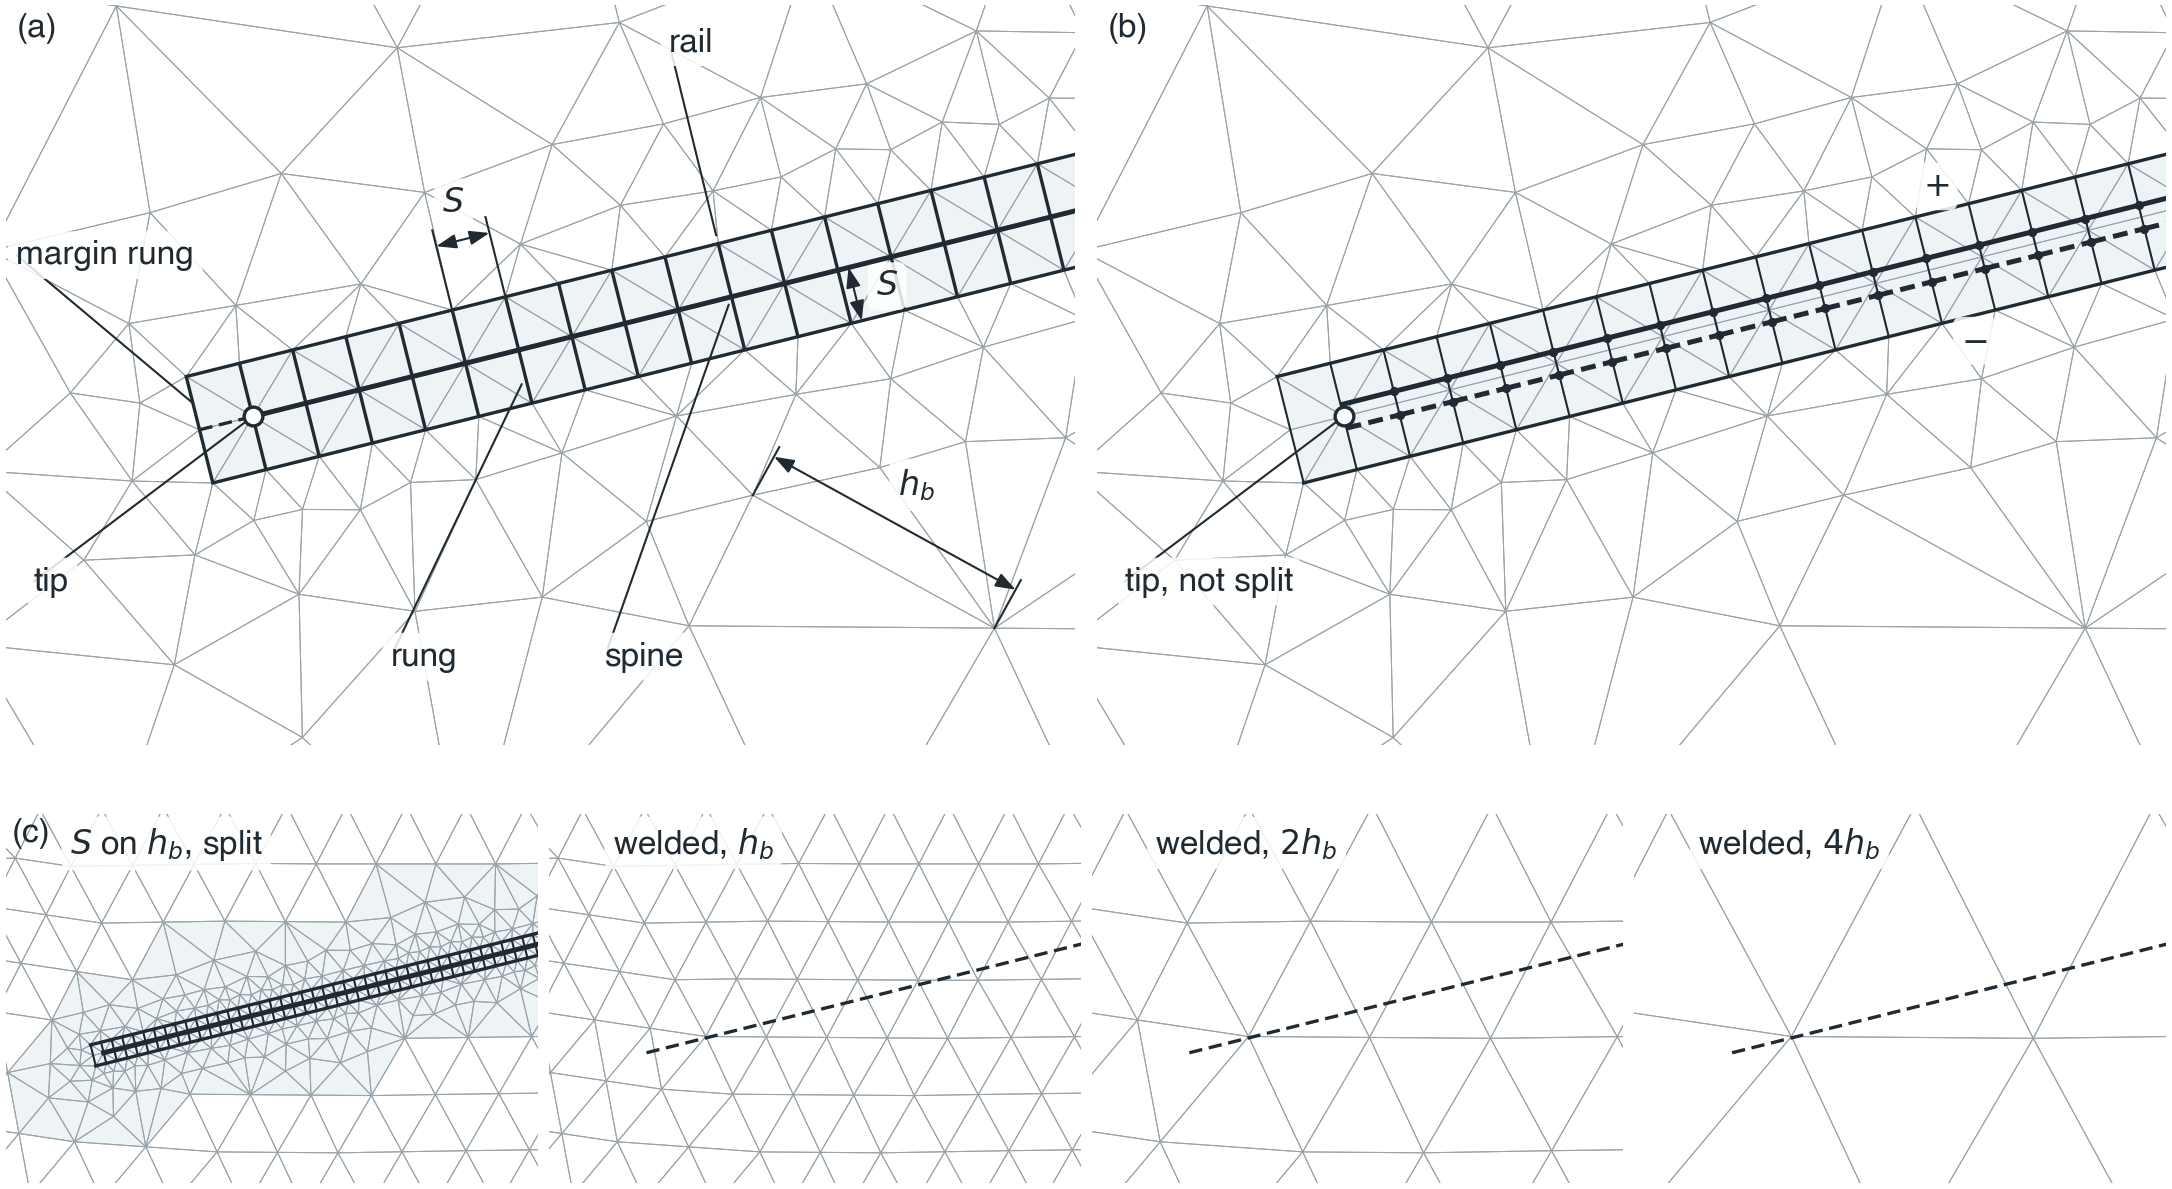 (a)
rail
S
margin rung
S
h_b
tip
rung
spine
(b)
+
−
tip, not split
(c)
S on h_b, split
welded, h_b
welded, 2h_b
welded, 4h_b